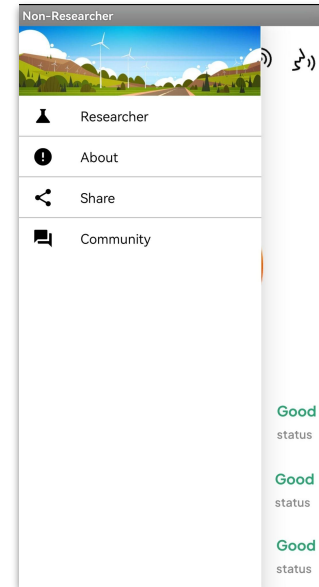 Non-Researcher
Researcher
About
Share
Community
Good
status
Good
status
Good
status